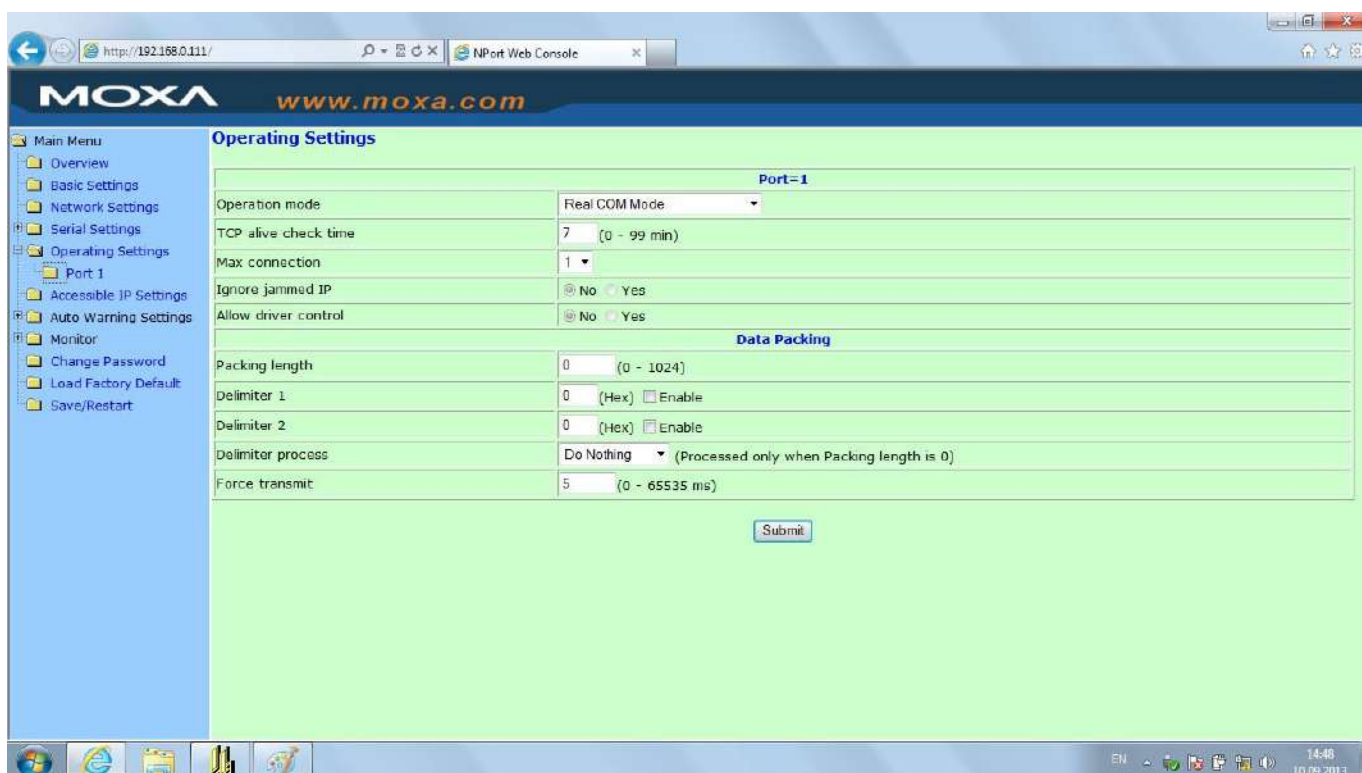 http://192.168.0.111/
NPort Web Console
MOXA www.moxa.com
Main Menu
Overview
Basic Settings
Network Settings
Serial Settings
Operating Settings
Port 1
Accessible IP Settings
Auto Warning Settings
Monitor
Change Password
Load Factory Default
Save/Restart
Operating Settings
Port=1
Operation mode Real COM Mode
TCP alive check time 7 (0 - 99 min)
Max connection 1
Ignore jammed IP No Yes
Allow driver control No Yes
Data Packing
Packing length 0 (0 - 1024)
Delimiter 1 0 (Hex) Enable
Delimiter 2 0 (Hex) Enable
Delimiter process Do Nothing (Processed only when Packing length is 0)
Force transmit 5 (0 - 65535 ms)
Submit
EN
14:48
10.09.2013